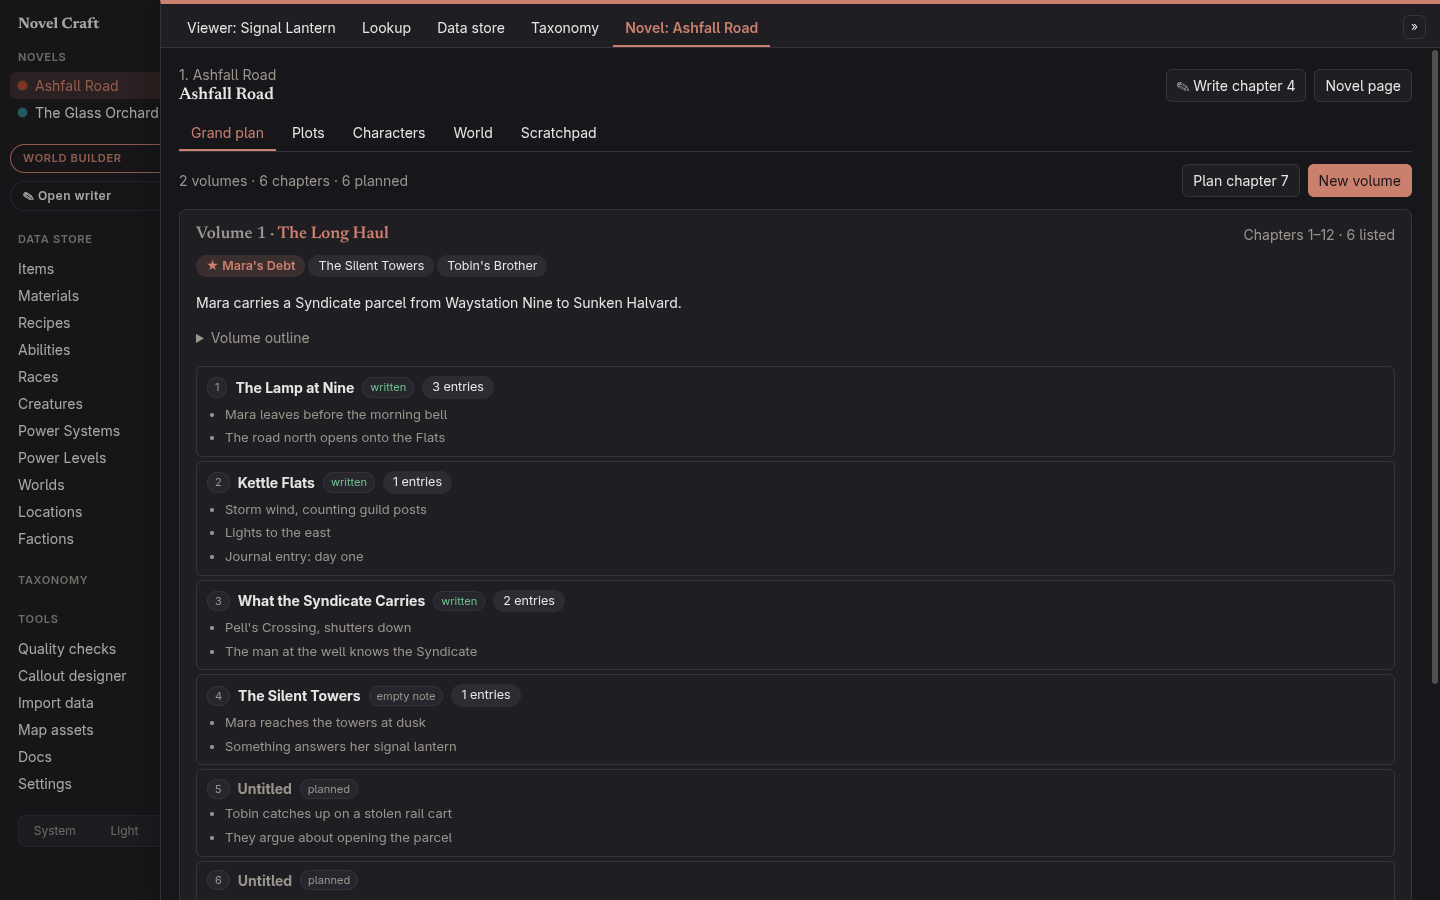 Novel Craft
NOVELS
Ashfall Road
The Glass Orchard
WORLD BUILDER
✎ Open writer
DATA STORE
Items
Materials
Recipes
Abilities
Races
Creatures
Power Systems
Power Levels
Worlds
Locations
Factions
TAXONOMY
TOOLS
Quality checks
Callout designer
Import data
Map assets
Docs
Settings
System Light
Viewer: Signal Lantern Lookup Data store Taxonomy Novel: Ashfall Road »
1. Ashfall Road
Ashfall Road
✎ Write chapter 4 Novel page
Grand plan Plots Characters World Scratchpad
2 volumes · 6 chapters · 6 planned
Plan chapter 7 New volume
Volume 1 · The Long Haul
Chapters 1–12 · 6 listed
★ Mara's Debt The Silent Towers Tobin's Brother
Mara carries a Syndicate parcel from Waystation Nine to Sunken Halvard.
▶ Volume outline
1 The Lamp at Nine written 3 entries
• Mara leaves before the morning bell
• The road north opens onto the Flats
2 Kettle Flats written 1 entries
• Storm wind, counting guild posts
• Lights to the east
• Journal entry: day one
3 What the Syndicate Carries written 2 entries
• Pell's Crossing, shutters down
• The man at the well knows the Syndicate
4 The Silent Towers empty note 1 entries
• Mara reaches the towers at dusk
• Something answers her signal lantern
5 Untitled planned
• Tobin catches up on a stolen rail cart
• They argue about opening the parcel
6 Untitled planned